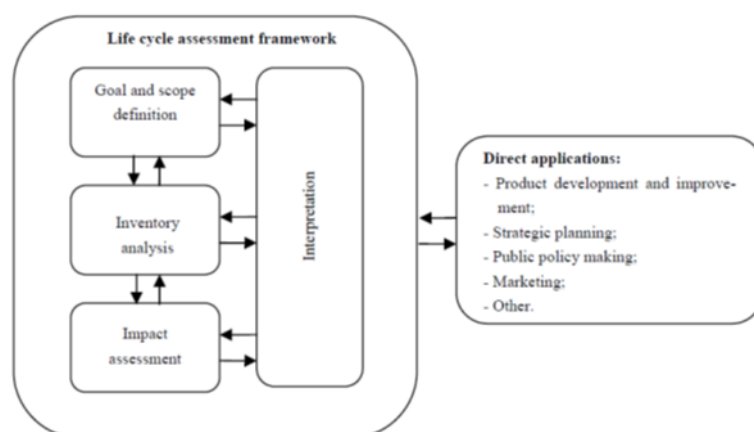 Life cycle assessment framework
Goal and scope
definition
Inventory
analysis
Impact
assessment
Interpretation
Direct applications:
- Product development and improve-
ment;
- Strategic planning;
- Public policy making;
- Marketing;
- Other.